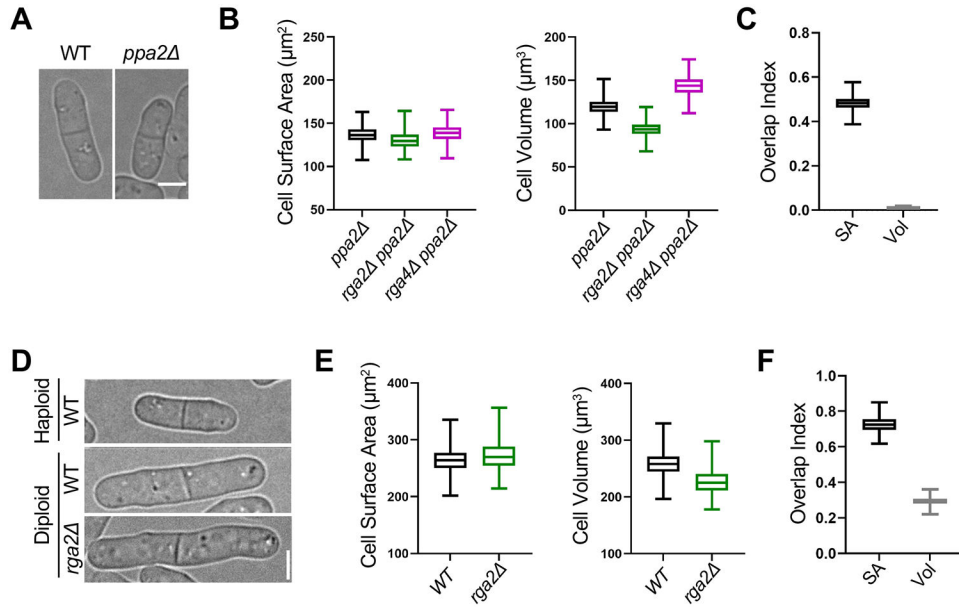 A
WT
ppa2Δ
B
Cell Surface Area (μm²)
250
200
150
100
50
ppa2Δ
rga2Δ ppa2Δ
rga4Δ ppa2Δ
Cell Volume (μm³)
200
150
100
50
0
ppa2Δ
rga2Δ ppa2Δ
rga4Δ ppa2Δ
C
Overlap Index
0.8
0.6
0.4
0.2
0.0
SA
Vol
D
Haploid
WT
Diploid
WT
rga2Δ
E
Cell Surface Area (μm²)
400
300
200
100
WT
rga2Δ
Cell Volume (μm³)
400
300
200
100
WT
rga2Δ
F
Overlap Index
1.0
0.8
0.6
0.4
0.2
0.0
SA
Vol